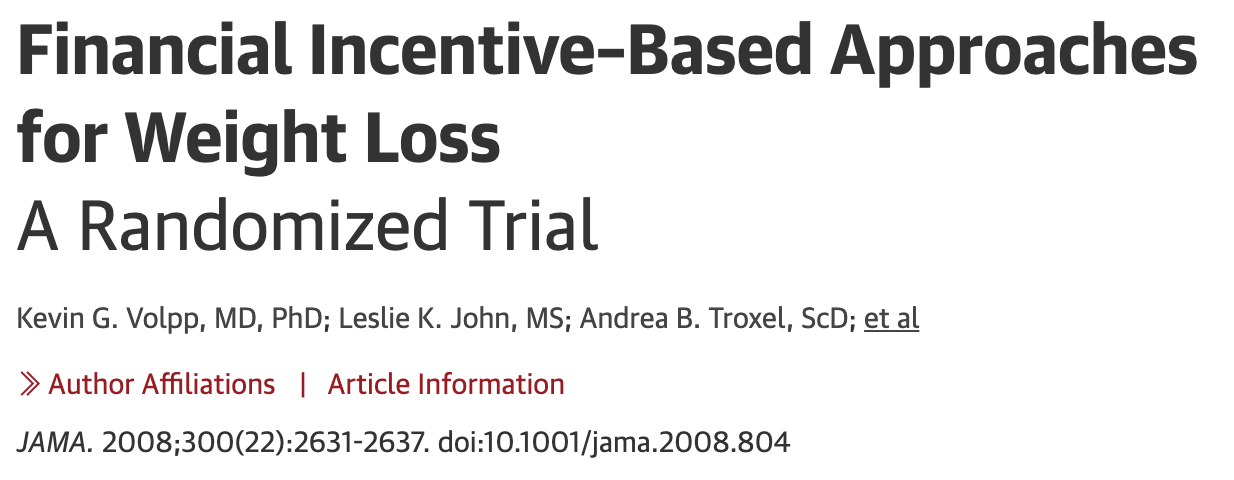 Financial Incentive–Based Approaches
for Weight Loss
A Randomized Trial
Kevin G. Volpp, MD, PhD; Leslie K. John, MS; Andrea B. Troxel, ScD; et al
Author Affiliations | Article Information
JAMA. 2008;300(22):2631-2637. doi:10.1001/jama.2008.804